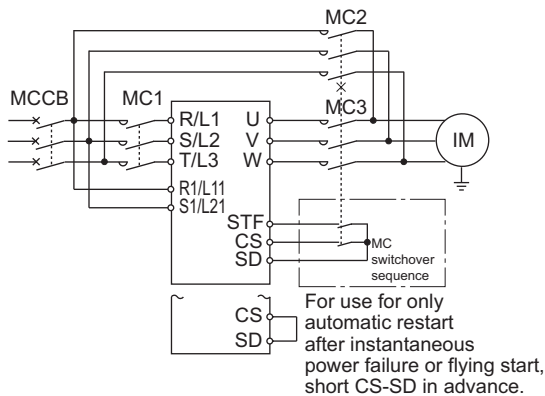 MC2
MCCB MC1 MC3
R/L1 U
S/L2 V
T/L3 W
IM
R1/L11
S1/L21
STF
CS
SD
MC
switchover
sequence
CS
SD
For use for only
automatic restart
after instantaneous
power failure or flying start,
short CS-SD in advance.